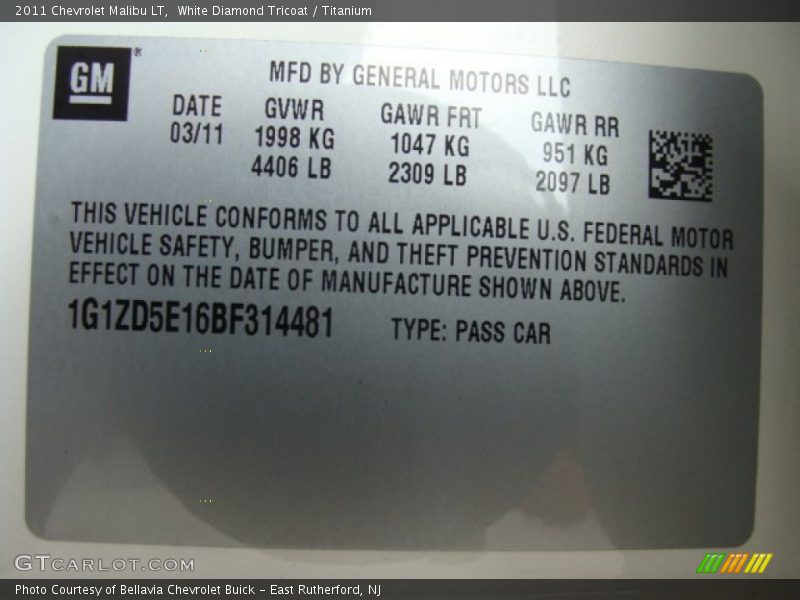 2011 Chevrolet Malibu LT, White Diamond Tricoat / Titanium
GM®
MFD BY GENERAL MOTORS LLC
DATE GVWR GAWR FRT GAWR RR
03/11 1998 KG 1047 KG 951 KG
4406 LB 2309 LB 2097 LB
THIS VEHICLE CONFORMS TO ALL APPLICABLE U.S. FEDERAL MOTOR
VEHICLE SAFETY, BUMPER, AND THEFT PREVENTION STANDARDS IN
EFFECT ON THE DATE OF MANUFACTURE SHOWN ABOVE.
1G1ZD5E16BF314481 TYPE: PASS CAR
GTCARLOT.COM
Photo Courtesy of Bellavia Chevrolet Buick - East Rutherford, NJ